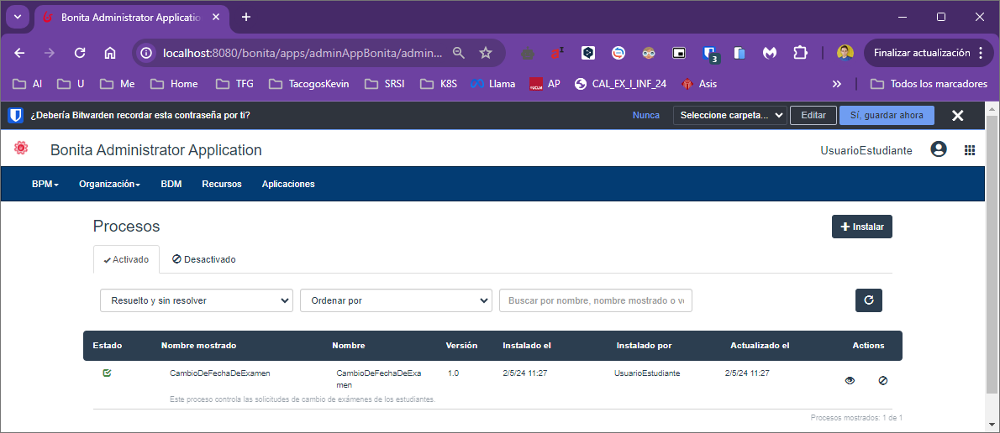 Bonita Administrator Applicatio
localhost:8080/bonita/apps/adminAppBonita/admin...
3
Finalizar actualización
AI U Me Home TFG TacogosKevin SRSI K8S Llama AP CAL_EX_I_INF_24 Asis » Todos los marcadores
¿Debería Bitwarden recordar esta contraseña por ti? Nunca Seleccione carpeta... Editar Sí, guardar ahora
Bonita Administrator Application UsuarioEstudiante
BPM Organización BDM Recursos Aplicaciones
Procesos Instalar
Activado Desactivado
Resuelto y sin resolver Ordenar por Buscar por nombre, nombre mostrado o ve
Estado Nombre mostrado Nombre Versión Instalado el Instalado por Actualizado el Actions
CambioDeFechaDeExamen CambioDeFechaDeExa 1.0 2/5/24 11:27 UsuarioEstudiante 2/5/24 11:27
men
Este proceso controla las solicitudes de cambio de exámenes de los estudiantes.
Procesos mostrados: 1 de 1